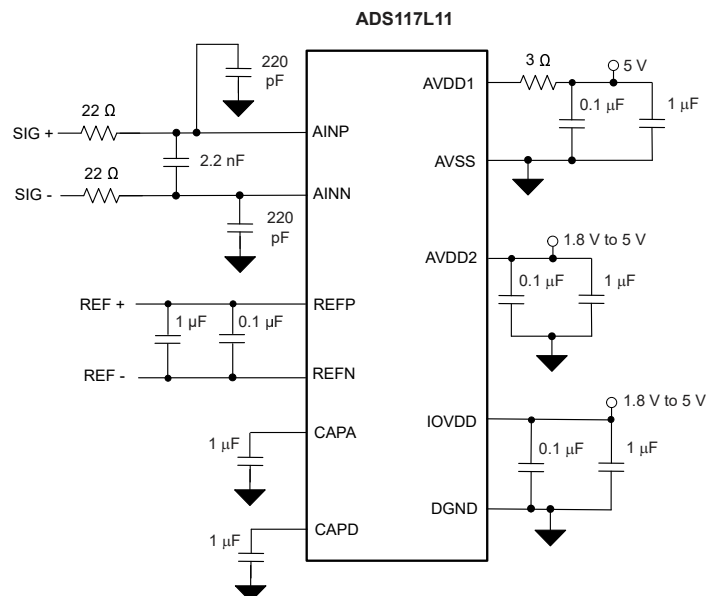 ADS117L11
220
pF
3 Ω
5 V
AVDD1
0.1 μF
1 μF
22 Ω
SIG +
AINP
2.2 nF
AVSS
22 Ω
SIG -
AINN
220
pF
1.8 V to 5 V
AVDD2
0.1 μF
1 μF
REF +
REFP
1 μF
0.1 μF
REF -
REFN
1.8 V to 5 V
IOVDD
CAPA
1 μF
0.1 μF
1 μF
DGND
CAPD
1 μF